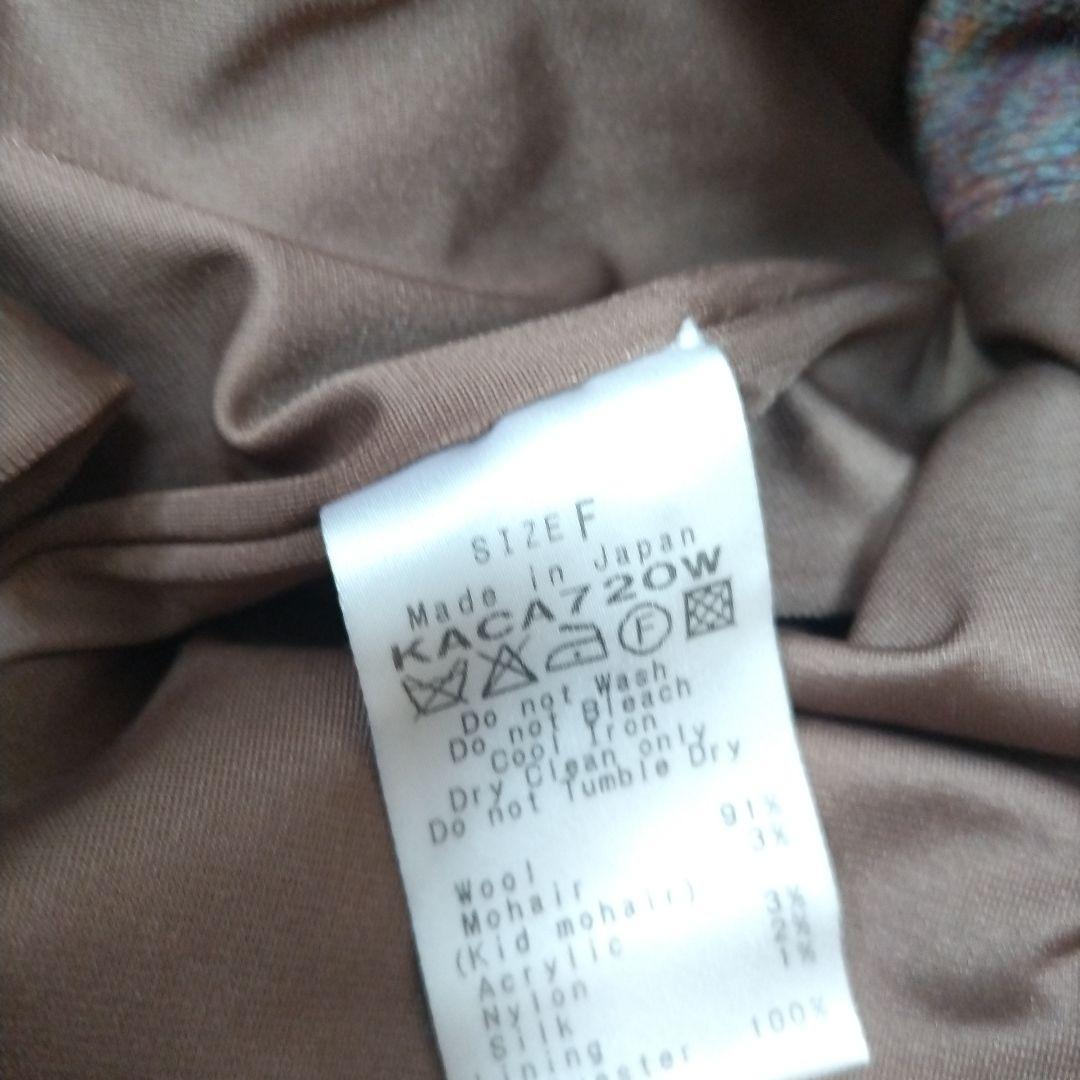 SIZE F
Made in Japan
KACA720W
F
Do not Wash
Do not Bleach
Cool Iron
Dry Clean only
Do not Tumble Dry
Wool 91%
Mohair 3%
(Kid mohair)
Acrylic 3%
Nylon 2%
Silk 1%
Lining
100%